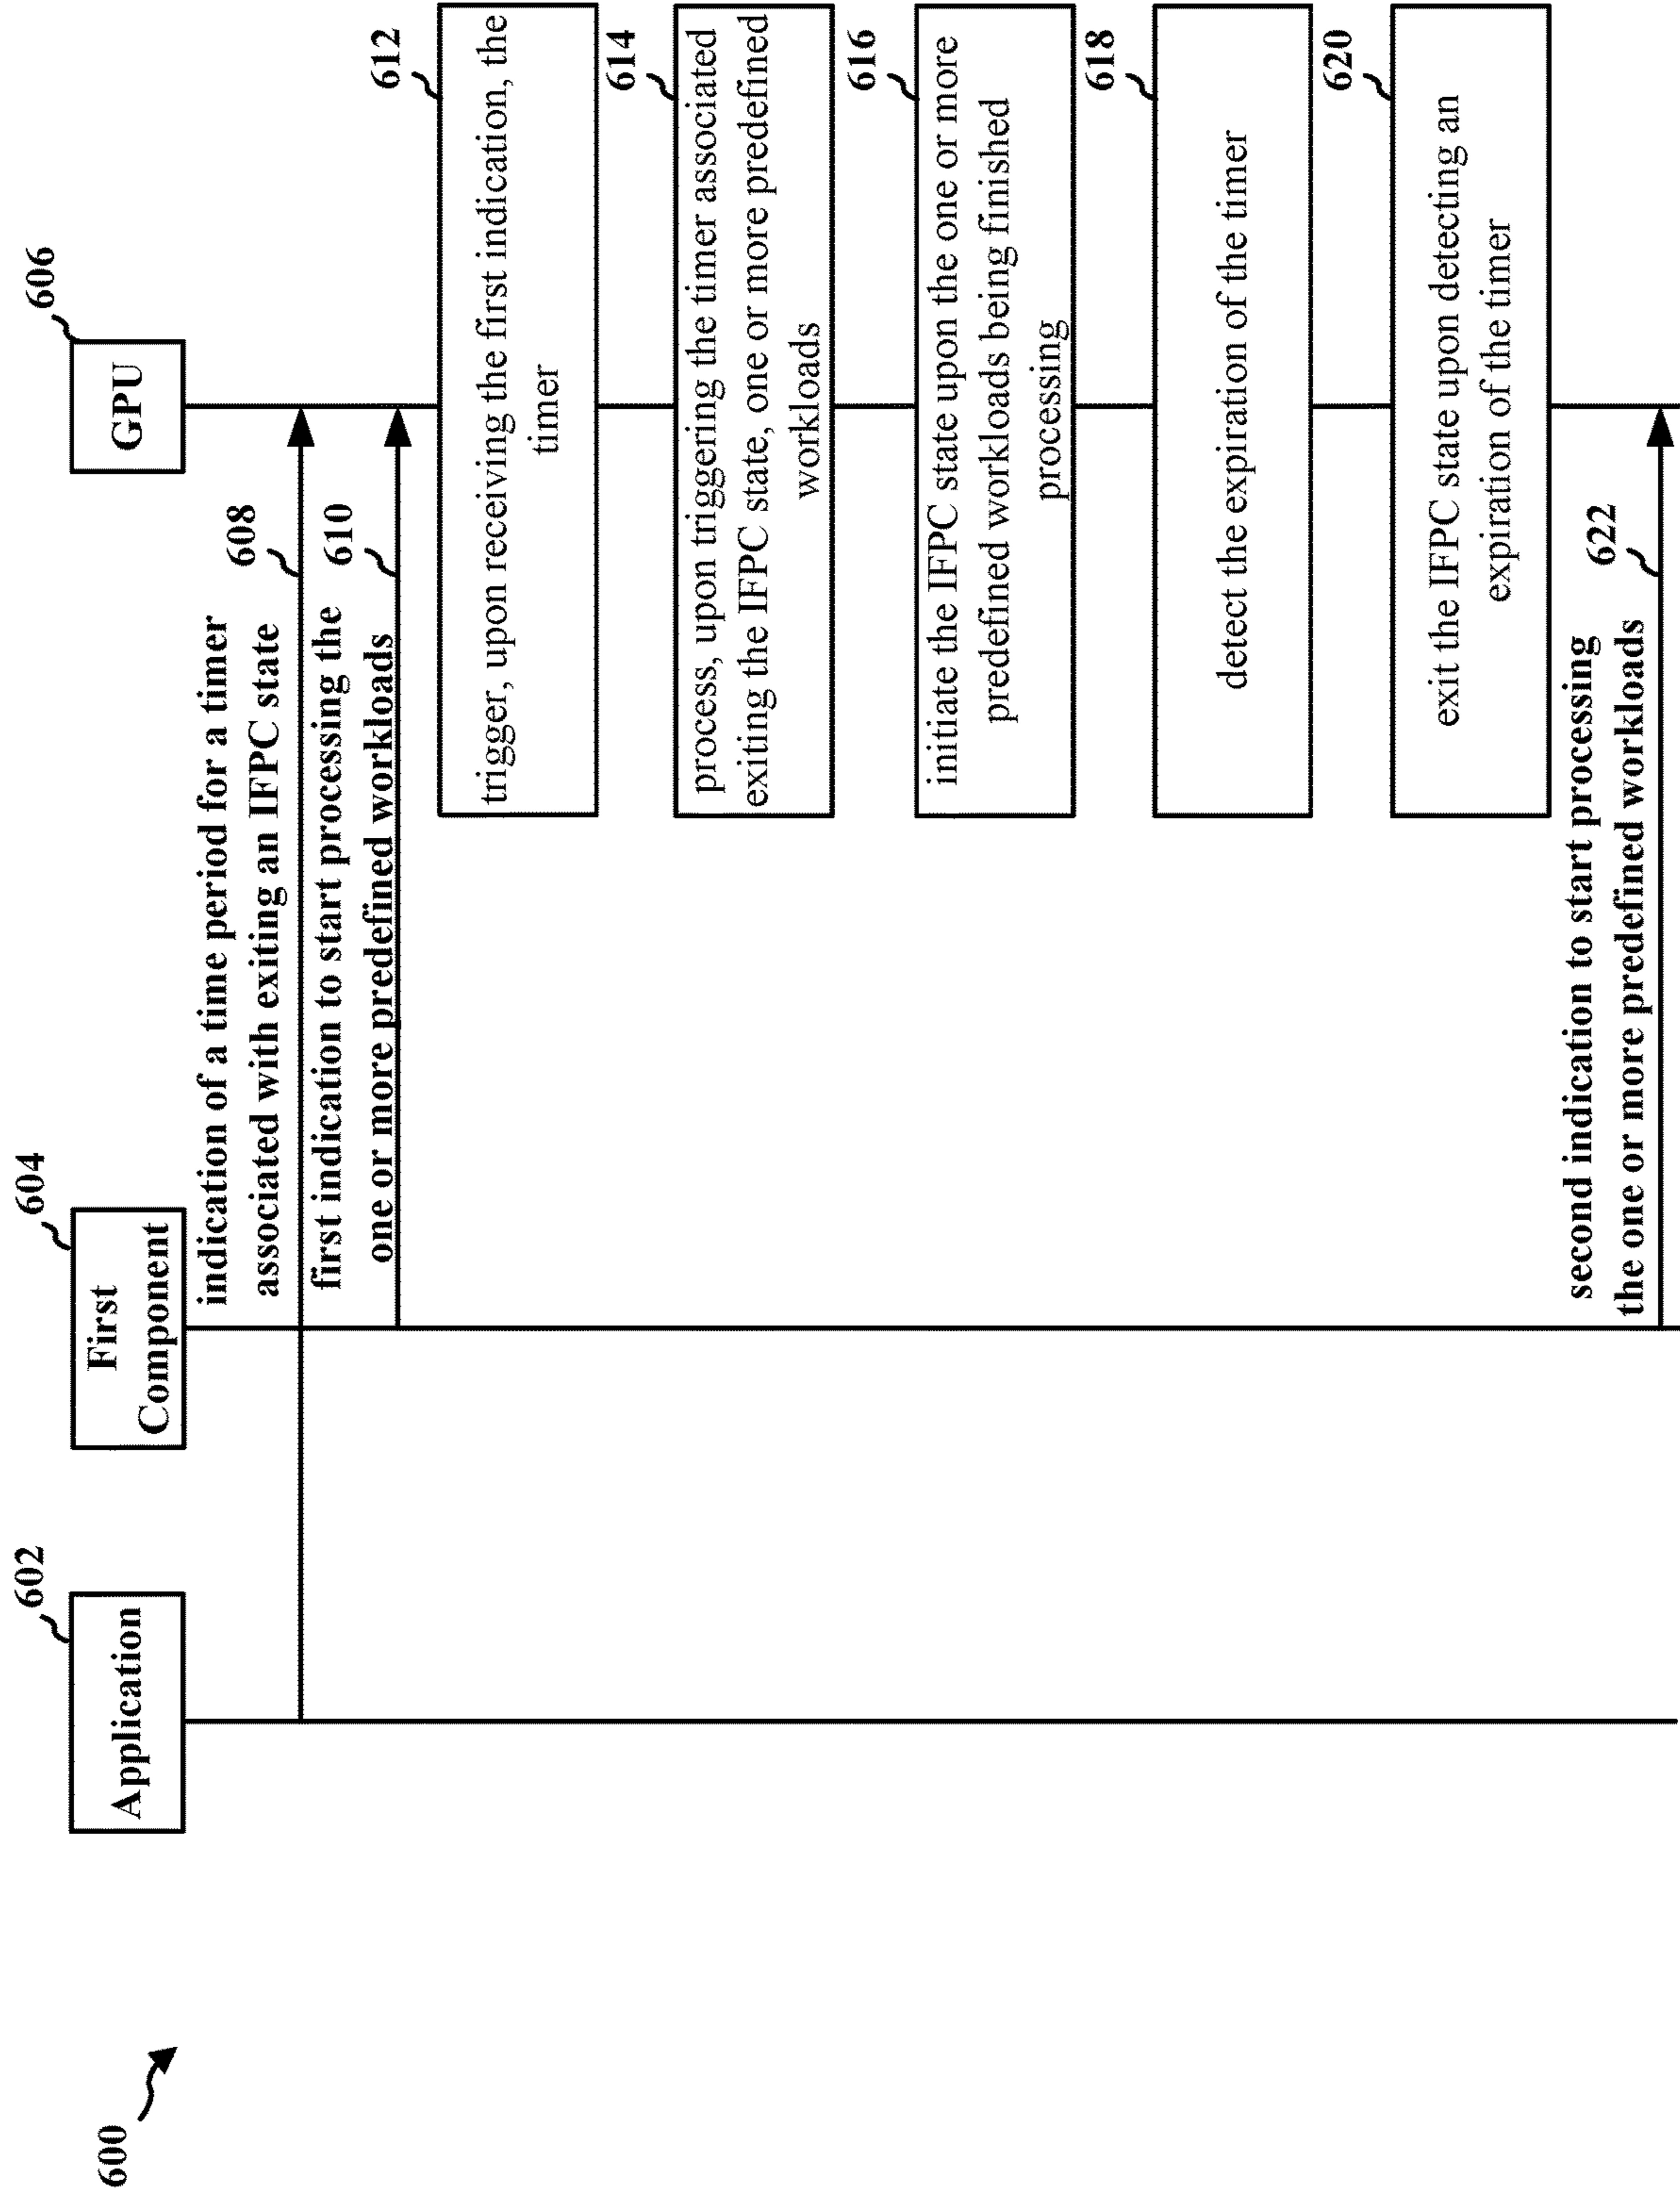 600
602
Application
604
First
Component
606
GPU
indication of a time period for a timer
associated with exiting an IFPC state
608
first indication to start processing the
one or more predefined workloads
610
612
trigger, upon receiving the first indication, the
timer
614
process, upon triggering the timer associated
exiting the IFPC state, one or more predefined
workloads
616
initiate the IFPC state upon the one or more
predefined workloads being finished
processing
618
detect the expiration of the timer
620
exit the IFPC state upon detecting an
expiration of the timer
second indication to start processing
the one or more predefined workloads
622